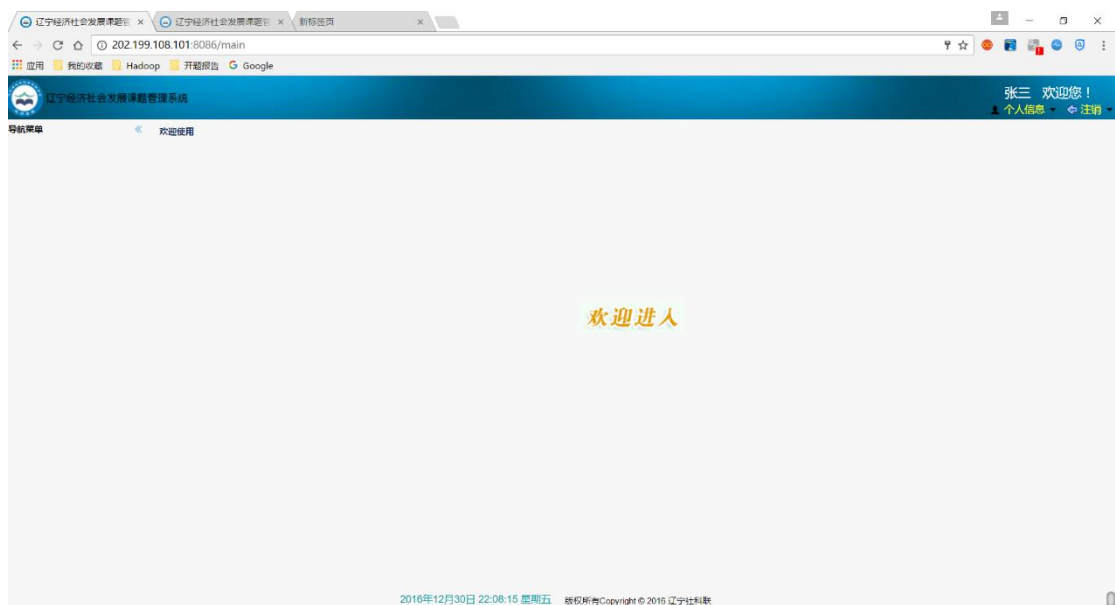 辽宁经济社会发展课题管 辽宁经济社会发展课题管 新标签页
202.199.108.101:8086/main
应用 我的收藏 Hadoop 开题报告 Google
辽宁经济社会发展课题管理系统
张三 欢迎您！
个人信息 注销
导航菜单 欢迎使用
欢迎进入
2016年12月30日 22:08:15 星期五 版权所有Copyright © 2016 辽宁社科联